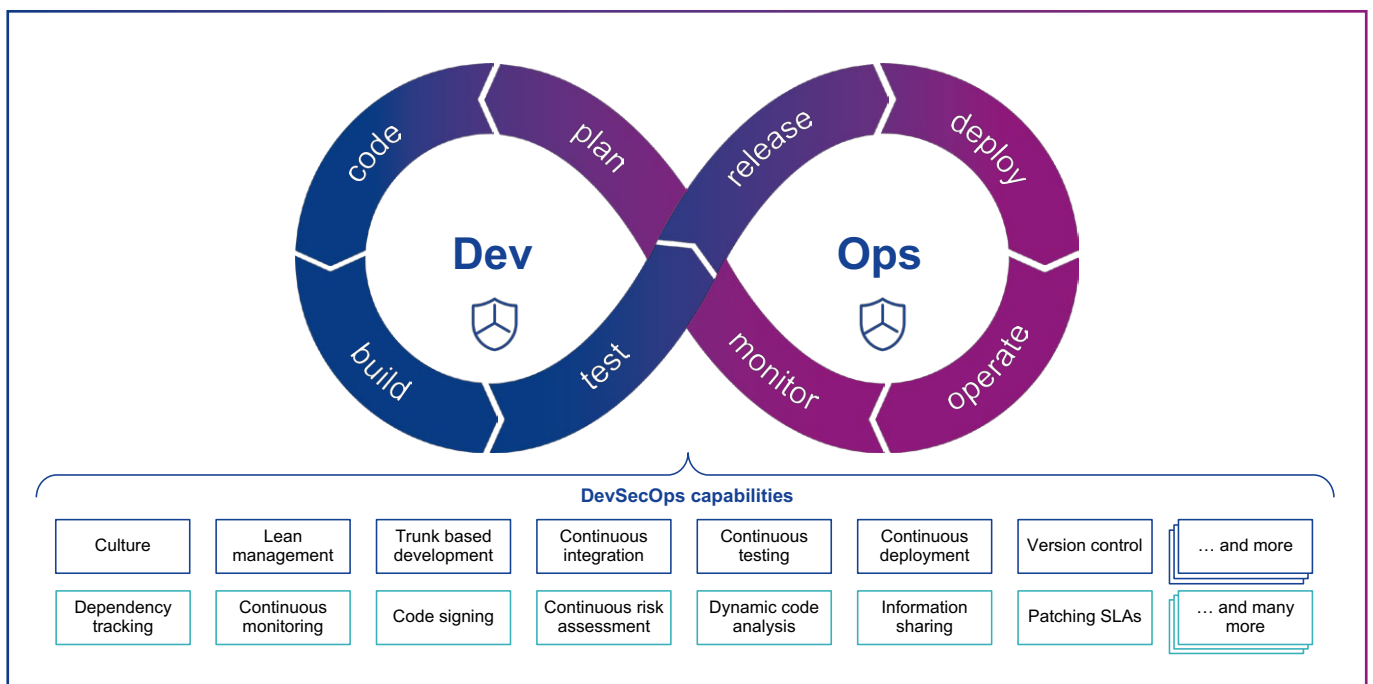 code
plan
release
deploy
Dev
Ops
build
test
monitor
operate
DevSecOps capabilities
Culture
Lean
management
Trunk based
development
Continuous
integration
Continuous
testing
Continuous
deployment
Version control
… and more
Dependency
tracking
Continuous
monitoring
Code signing
Continuous risk
assessment
Dynamic code
analysis
Information
sharing
Patching SLAs
… and many
more